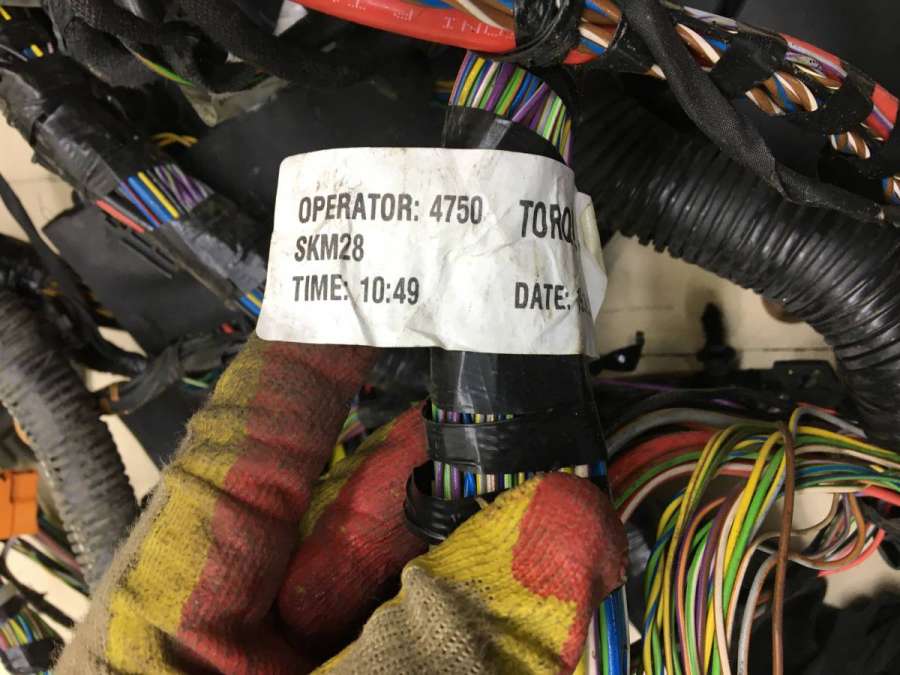 OPERATOR: 4750
SKM28
TIME: 10:49
DATE: